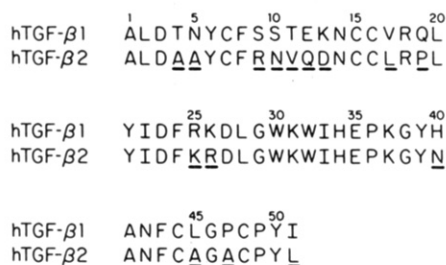 1 5 10 15 20
hTGF-β1 ALDTNYCFSSTEKNCCVRQL
hTGF-β2 ALDAAYCFRNVQDNCCLRPL
25 30 35 40
hTGF-β1 YIDFRKDLGWKWIHEPKGYH
hTGF-β2 YIDFKRDLGWKWIHEPKGYN
45 50
hTGF-β1 ANFCLGPCPYI
hTGF-β2 ANFCAGACPYL